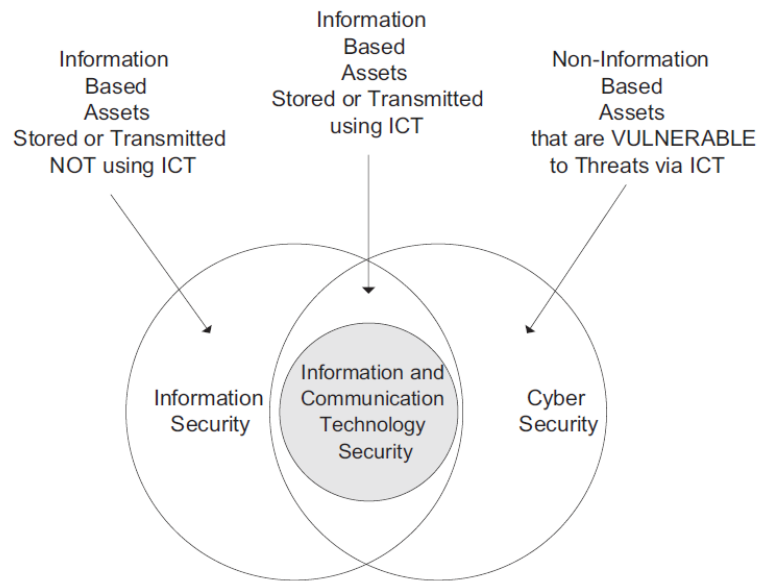 Information
Based
Assets
Stored or Transmitted
NOT using ICT
Information
Based
Assets
Stored or Transmitted
using ICT
Non-Information
Based
Assets
that are VULNERABLE
to Threats via ICT
Information
Security
Information and
Communication
Technology
Security
Cyber
Security